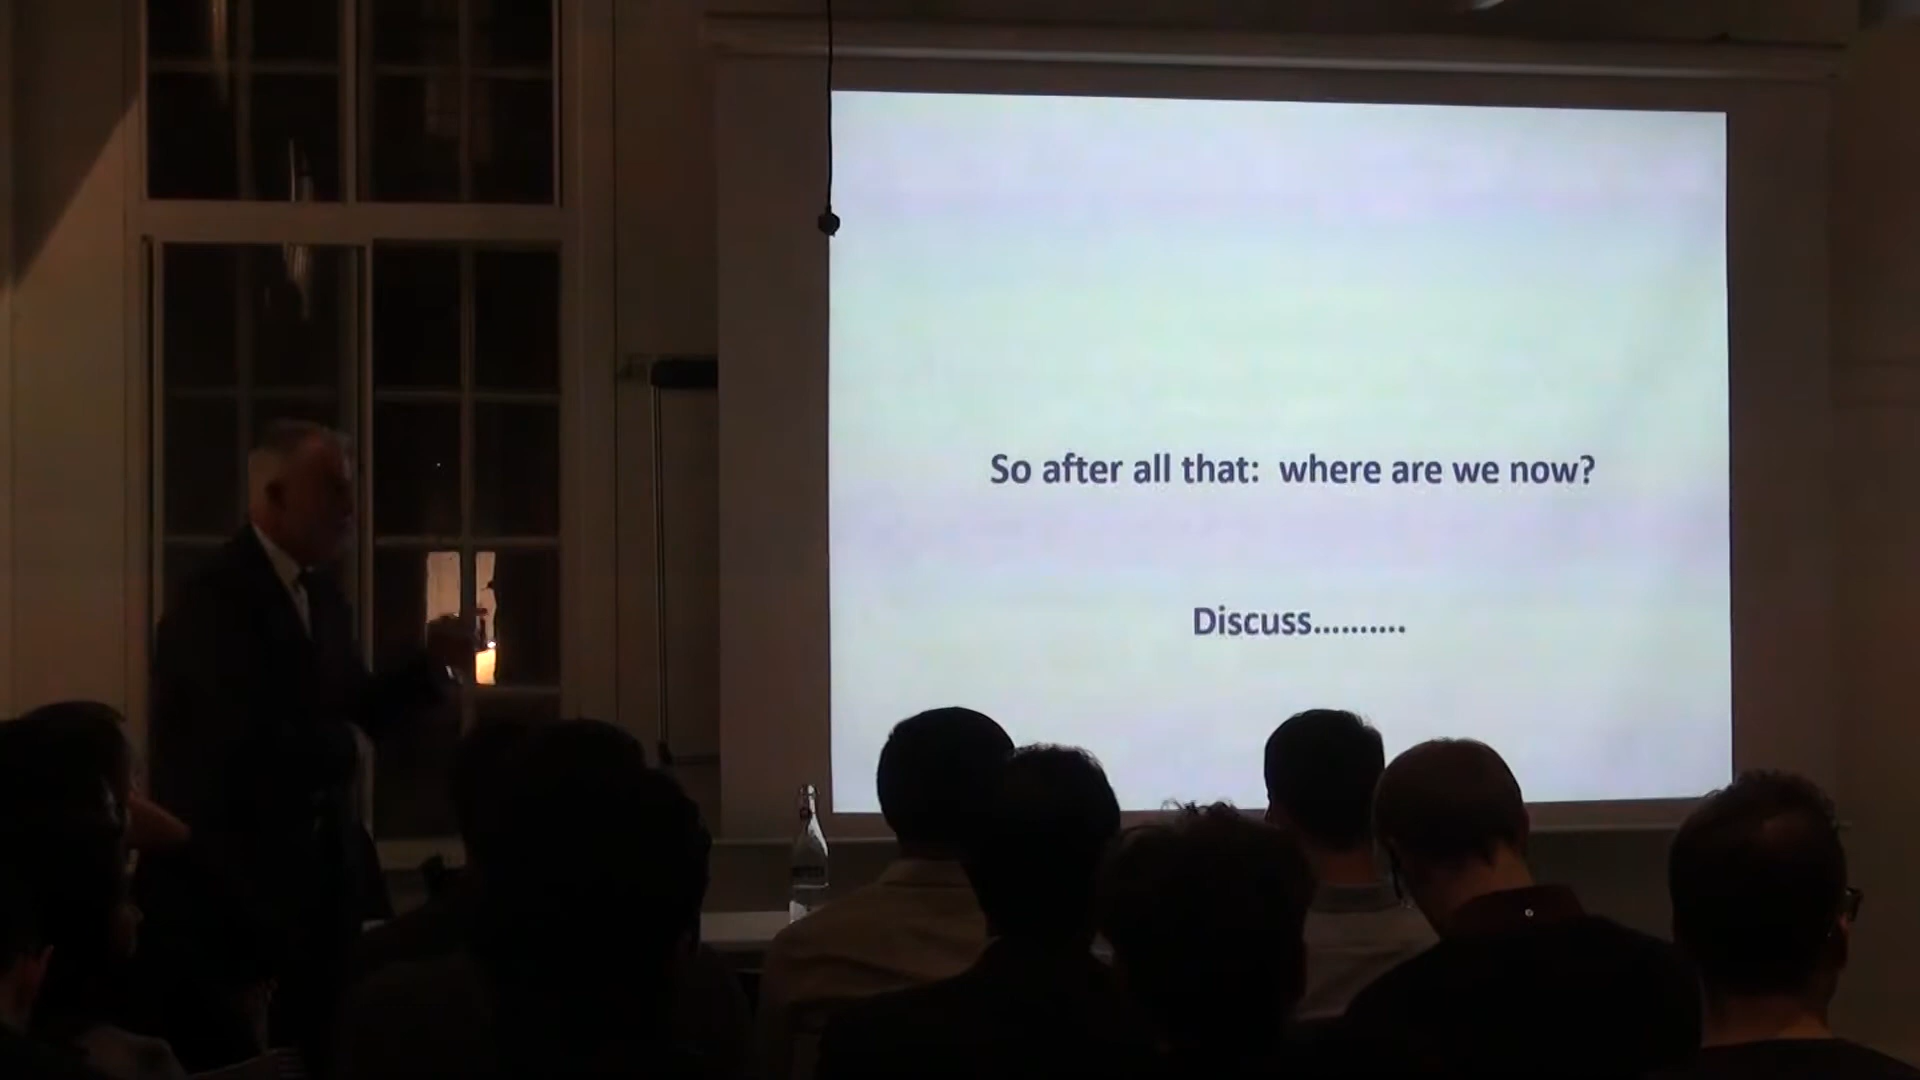 So after all that:  where are we now?
Discuss..........